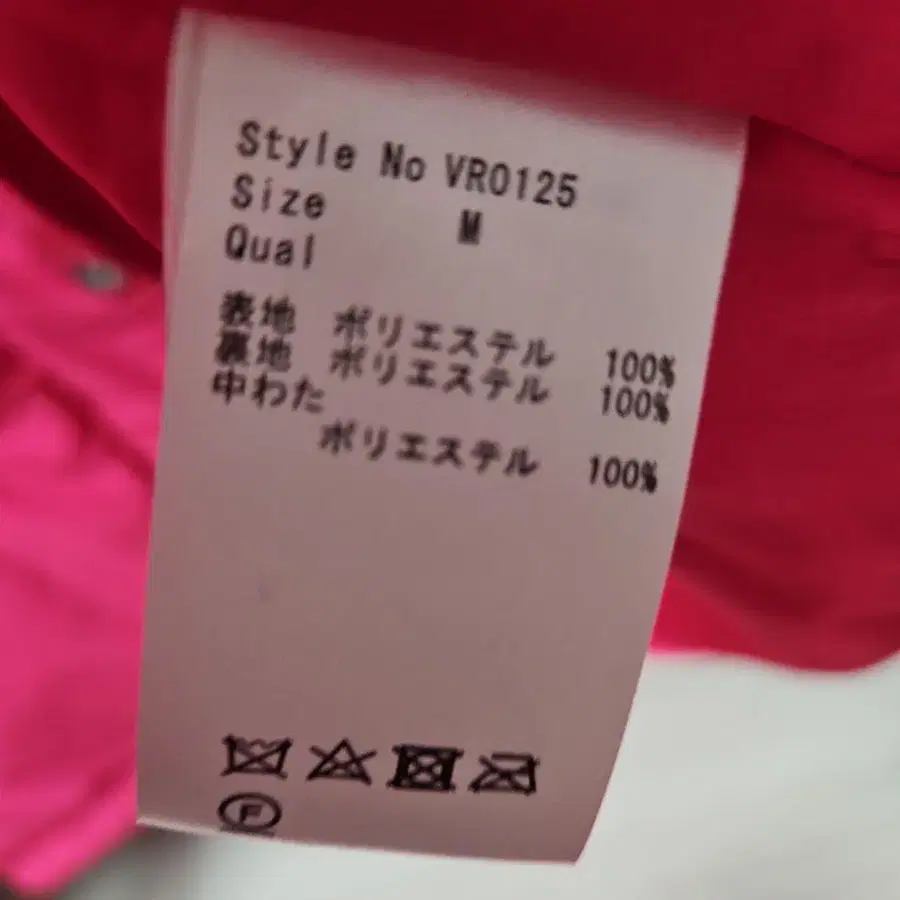 Style No VR0125
Size M
Qual
表地 ポリエステル 100%
裏地 ポリエステル 100%
中わた
ポリエステル 100%
F